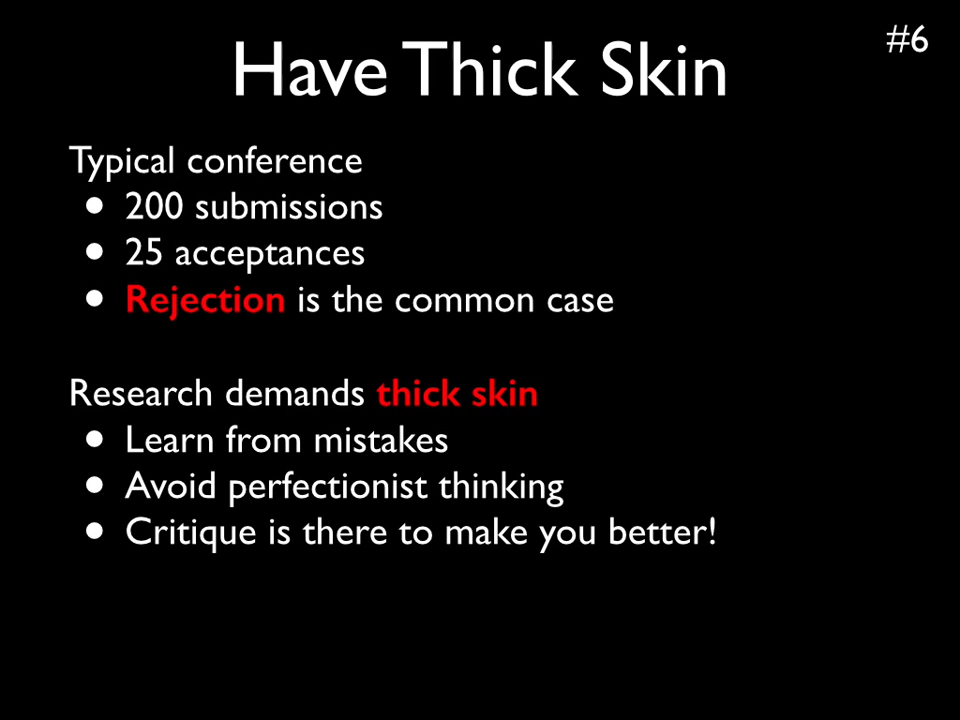 #6
Have Thick Skin
Typical conference
• 200 submissions
• 25 acceptances
• Rejection is the common case
Research demands thick skin
• Learn from mistakes
• Avoid perfectionist thinking
• Critique is there to make you better!